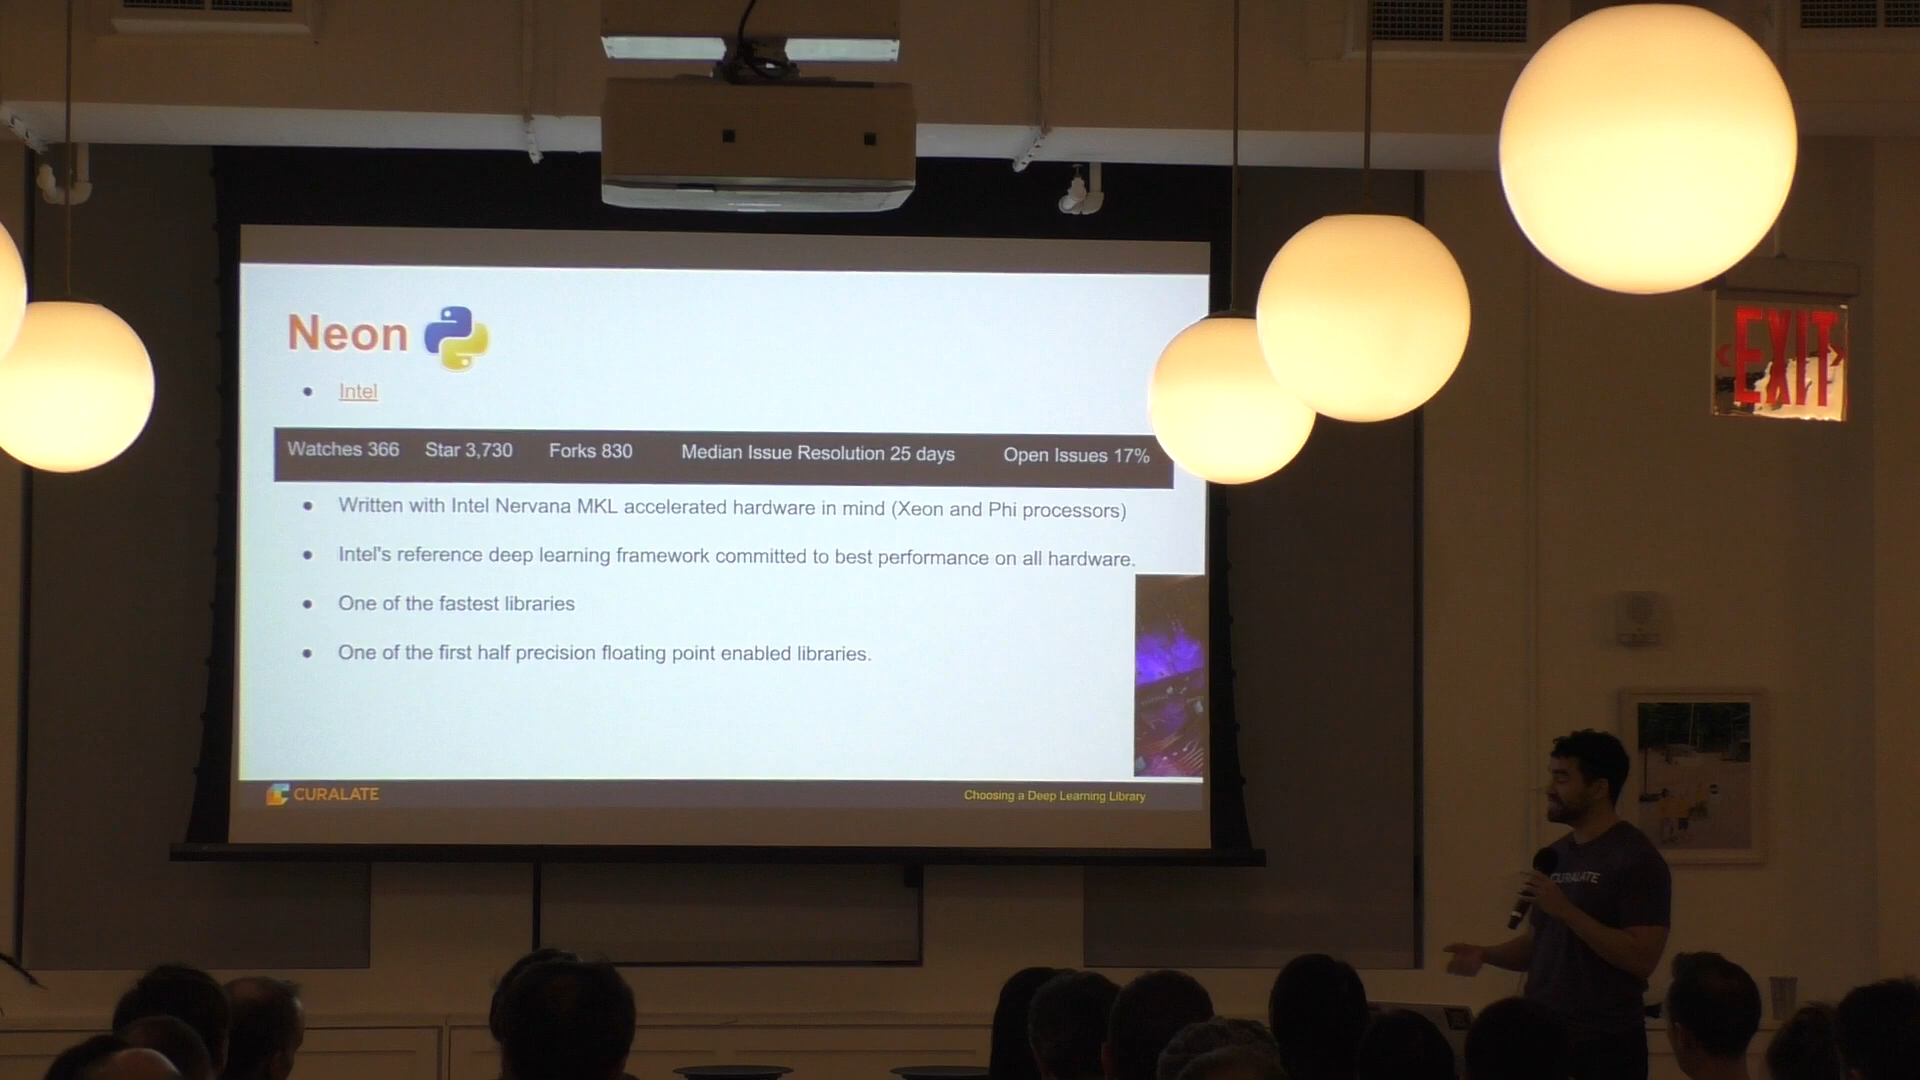 EXIT
Neon
Intel
Watches 366 Star 3,730 Forks 830 Median Issue Resolution 25 days Open Issues 17%
Written with Intel Nervana MKL accelerated hardware in mind (Xeon and Phi processors)
Intel's reference deep learning framework committed to best performance on all hardware.
One of the fastest libraries
One of the first half precision floating point enabled libraries.
CURALATE
Choosing a Deep Learning Library
CURALATE